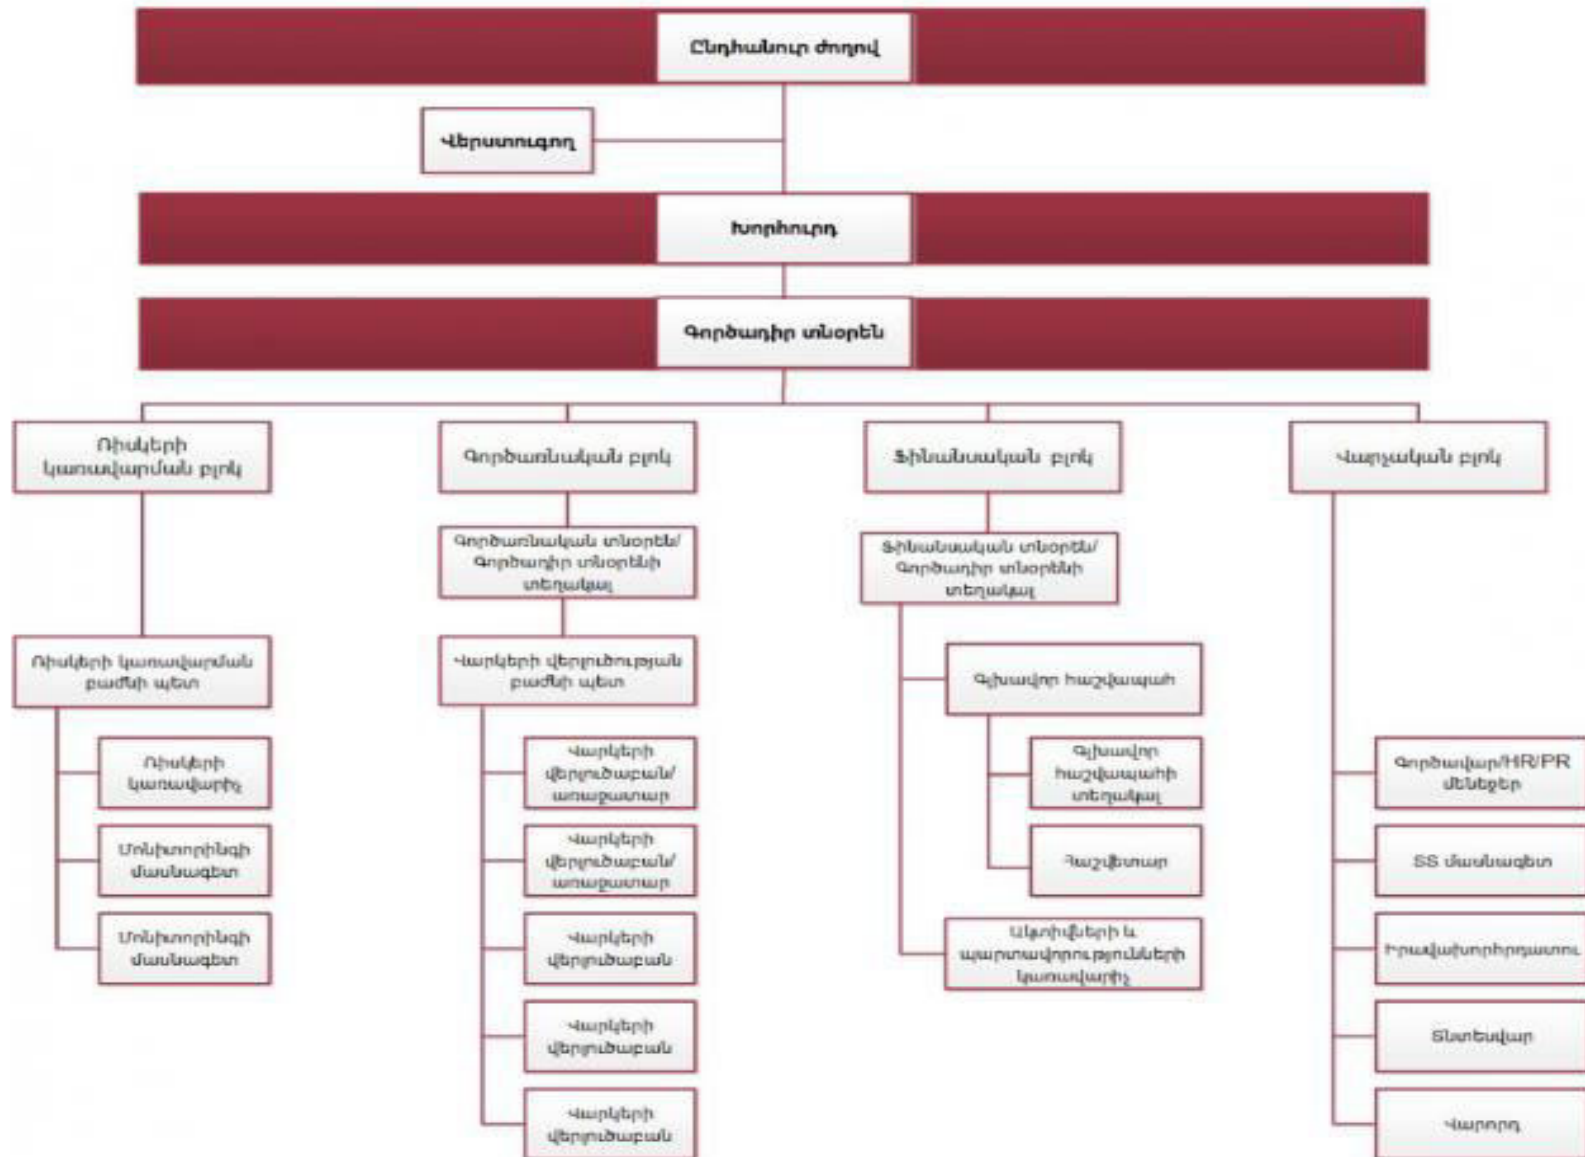 Ընդհանուր ժողով
Վերստուգող
Խորհուրդ
Գործադիր տնօրեն
Ռիսկերի
կառավարման բլոկ
Գործառնական բլոկ
Ֆինանսական բլոկ
Վարչական բլոկ
Գործառնական տնօրեն/
Գործադիր տնօրենի
տեղակալ
Ֆինանսական տնօրեն/
Գործադիր տնօրենի
տեղակալ
Ռիսկերի կառավարման
բաժնի պետ
Վարկերի վերլուծության
բաժնի պետ
Գլխավոր հաշվապահ
Ռիսկերի
կառավարիչ
Մոնիտորինգի
մասնագետ
Մոնիտորինգի
մասնագետ
Վարկերի
վերլուծաբան/
առաջատար
Վարկերի
վերլուծաբան/
առաջատար
Վարկերի
վերլուծաբան
Վարկերի
վերլուծաբան
Վարկերի
վերլուծաբան
Գլխավոր
հաշվապահի
տեղակալ
Հաշվետար
Ակտիվների և
պարտավորությունների
կառավարիչ
Գործավար/HR/PR
մենեջեր
ՏՏ մասնագետ
Իրավախորհրդատու
Տնտեսվար
Վարորդ